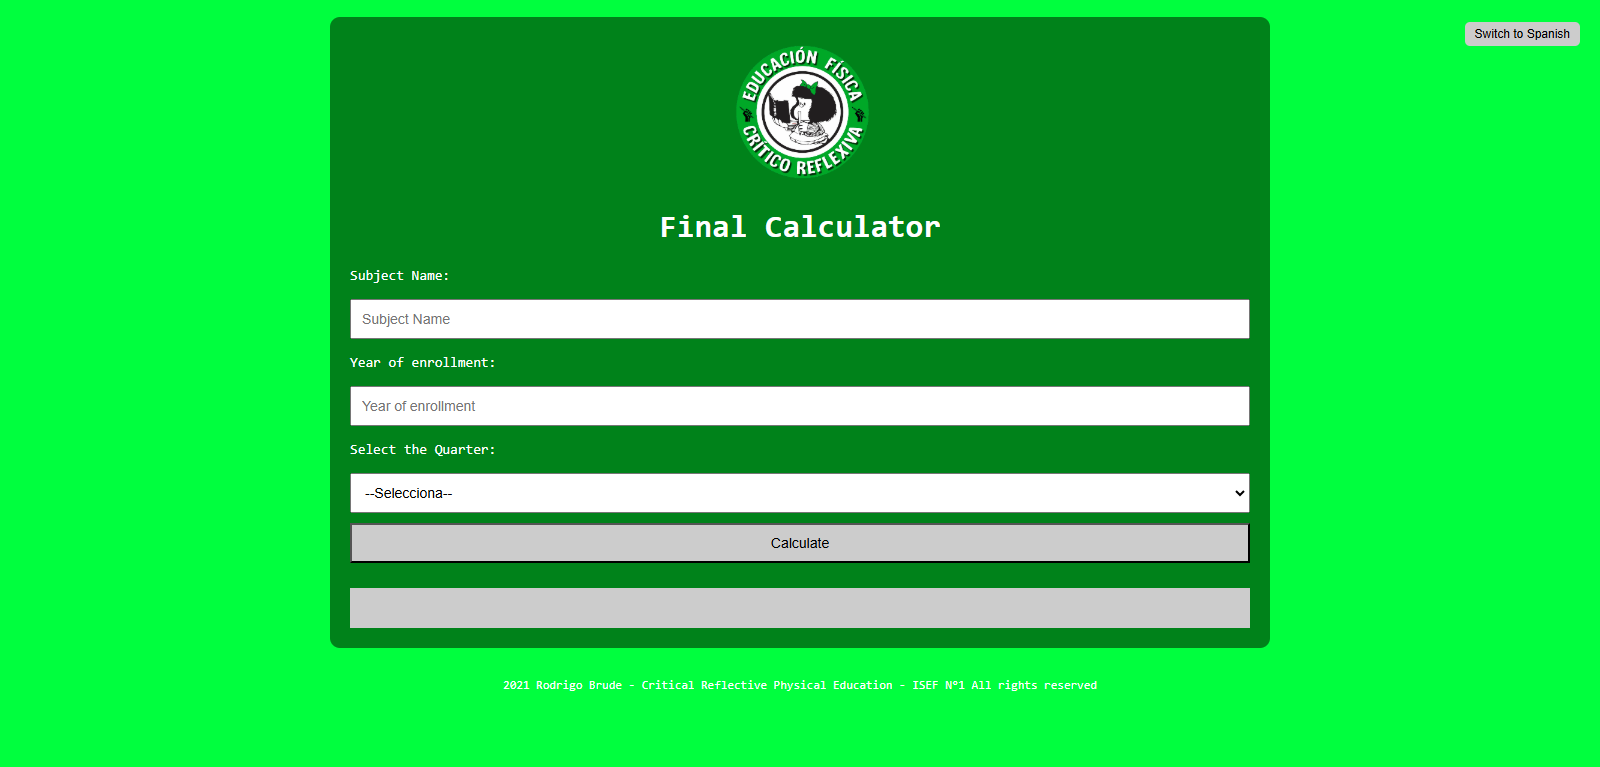 Switch to Spanish
EDUCACIÓN FÍSICA
CRÍTICO REFLEXIVA
Final Calculator
Subject Name:
Subject Name
Year of enrollment:
Year of enrollment
Select the Quarter:
--Selecciona--
Calculate
2021 Rodrigo Brude - Critical Reflective Physical Education - ISEF Nº1 All rights reserved